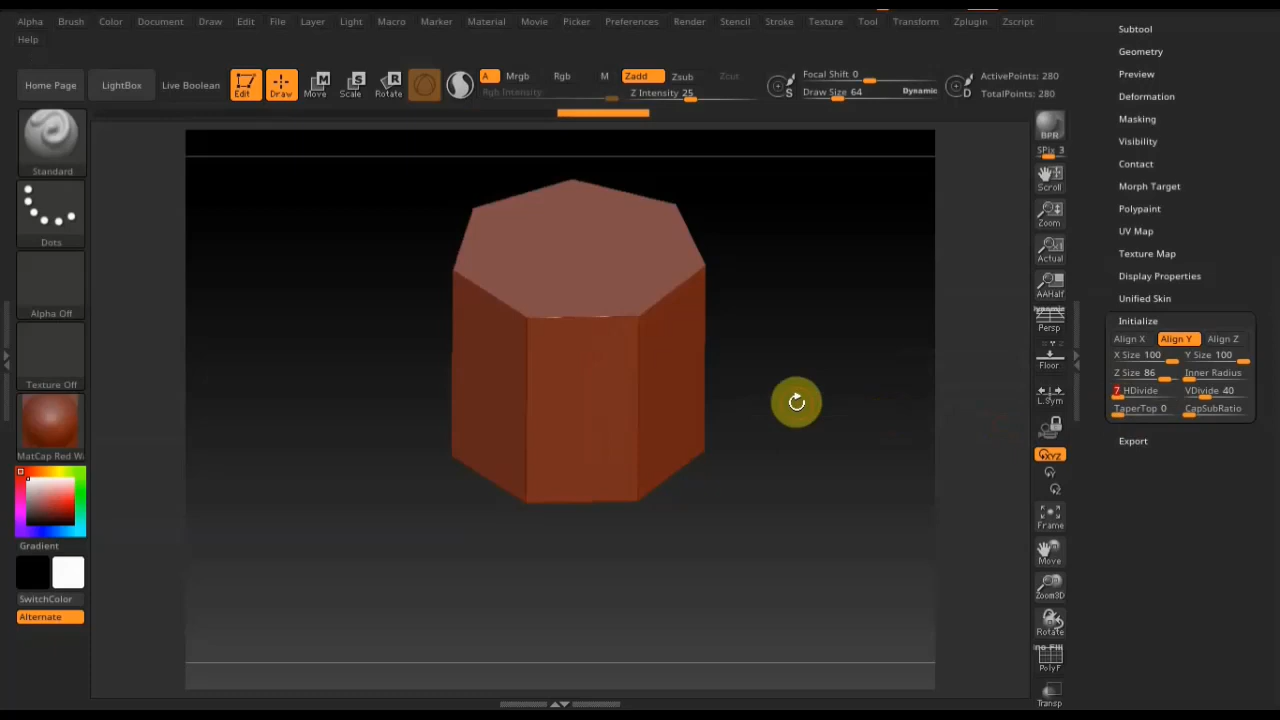 Alpha Brush Color Document Draw Edit File Layer Light Macro Marker Material Movie Picker Preferences Render Stencil Stroke Texture Tool Transform Zplugin Zscript
Help
Home Page LightBox Live Boolean Edit Draw Move Scale Rotate
A Mrgb Rgb M Zadd Zsub Zcut
Rgb Intensity Z Intensity 25
Focal Shift 0
Draw Size 64 Dynamic
S D
ActivePoints: 280
TotalPoints: 280
Standard
Dots
Alpha Off
Texture Off
MatCap Red W
Gradient
SwitchColor
Alternate
BPR
SPix 3
Scroll
Zoom
Actual
AAHalf
Dynamic
Persp
Floor
L.Sym
XYZ
Y
Z
Frame
Move
Zoom3D
Rotate
PolyF
Transp
Subtool
Geometry
Preview
Deformation
Masking
Visibility
Contact
Morph Target
Polypaint
UV Map
Texture Map
Display Properties
Unified Skin
Initialize
Align X Align Y Align Z
X Size 100 Y Size 100
Z Size 86 Inner Radius
7 HDivide VDivide 40
TaperTop 0 CapSubRatio
Export